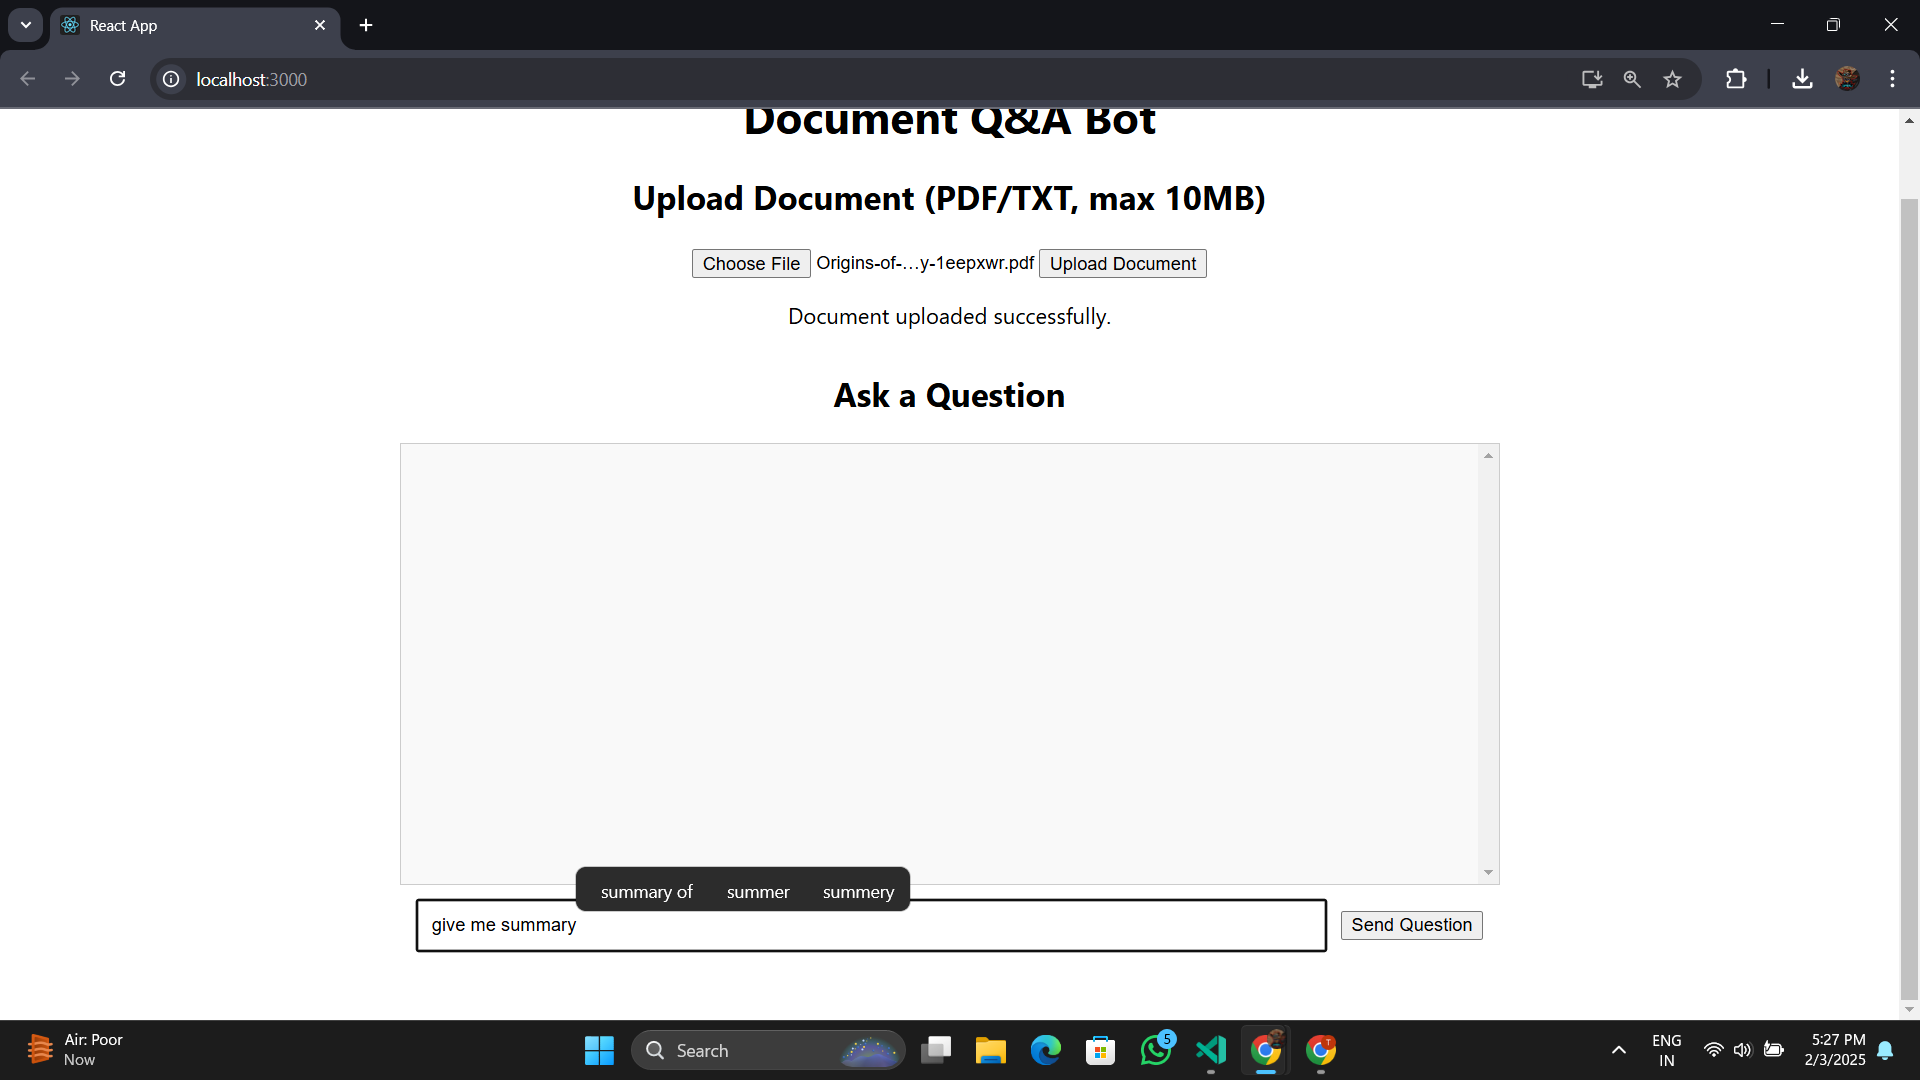 React App
localhost:3000
Document Q&A Bot
Upload Document (PDF/TXT, max 10MB)
Choose File Origins-of-...y-1eepxwr.pdf Upload Document
Document uploaded successfully.
Ask a Question
summary of summer summery
give me summary
Send Question
Air: Poor
Now
Search
5
T
ENG
IN
5:27 PM
2/3/2025